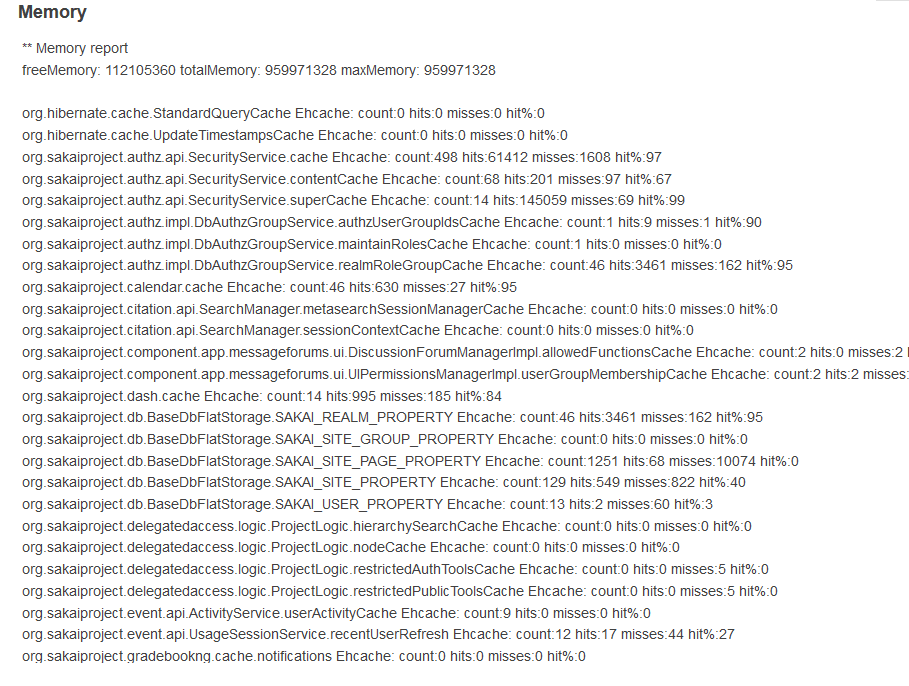 Memory
** Memory report
freeMemory: 112105360 totalMemory: 959971328 maxMemory: 959971328
org.hibernate.cache.StandardQueryCache Ehcache: count:0 hits:0 misses:0 hit%:0
org.hibernate.cache.UpdateTimestampsCache Ehcache: count:0 hits:0 misses:0 hit%:0
org.sakaiproject.authz.api.SecurityService.cache Ehcache: count:498 hits:61412 misses:1608 hit%:97
org.sakaiproject.authz.api.SecurityService.contentCache Ehcache: count:68 hits:201 misses:97 hit%:67
org.sakaiproject.authz.api.SecurityService.superCache Ehcache: count:14 hits:145059 misses:69 hit%:99
org.sakaiproject.authz.impl.DbAuthzGroupService.authzUserGroupIdsCache Ehcache: count:1 hits:9 misses:1 hit%:90
org.sakaiproject.authz.impl.DbAuthzGroupService.maintainRolesCache Ehcache: count:1 hits:0 misses:0 hit%:0
org.sakaiproject.authz.impl.DbAuthzGroupService.realmRoleGroupCache Ehcache: count:46 hits:3461 misses:162 hit%:95
org.sakaiproject.calendar.cache Ehcache: count:46 hits:630 misses:27 hit%:95
org.sakaiproject.citation.api.SearchManager.metasearchSessionManagerCache Ehcache: count:0 hits:0 misses:0 hit%:0
org.sakaiproject.citation.api.SearchManager.sessionContextCache Ehcache: count:0 hits:0 misses:0 hit%:0
org.sakaiproject.component.app.messageforums.ui.DiscussionForumManagerImpl.allowedFunctionsCache Ehcache: count:2 hits:0 misses:2
org.sakaiproject.component.app.messageforums.ui.UIPermissionsManagerImpl.userGroupMembershipCache Ehcache: count:2 hits:2 misses:
org.sakaiproject.dash.cache Ehcache: count:14 hits:995 misses:185 hit%:84
org.sakaiproject.db.BaseDbFlatStorage.SAKAI_REALM_PROPERTY Ehcache: count:46 hits:3461 misses:162 hit%:95
org.sakaiproject.db.BaseDbFlatStorage.SAKAI_SITE_GROUP_PROPERTY Ehcache: count:0 hits:0 misses:0 hit%:0
org.sakaiproject.db.BaseDbFlatStorage.SAKAI_SITE_PAGE_PROPERTY Ehcache: count:1251 hits:68 misses:10074 hit%:0
org.sakaiproject.db.BaseDbFlatStorage.SAKAI_SITE_PROPERTY Ehcache: count:129 hits:549 misses:822 hit%:40
org.sakaiproject.db.BaseDbFlatStorage.SAKAI_USER_PROPERTY Ehcache: count:13 hits:2 misses:60 hit%:3
org.sakaiproject.delegatedaccess.logic.ProjectLogic.hierarchySearchCache Ehcache: count:0 hits:0 misses:0 hit%:0
org.sakaiproject.delegatedaccess.logic.ProjectLogic.nodeCache Ehcache: count:0 hits:0 misses:0 hit%:0
org.sakaiproject.delegatedaccess.logic.ProjectLogic.restrictedAuthToolsCache Ehcache: count:0 hits:0 misses:5 hit%:0
org.sakaiproject.delegatedaccess.logic.ProjectLogic.restrictedPublicToolsCache Ehcache: count:0 hits:0 misses:5 hit%:0
org.sakaiproject.event.api.ActivityService.userActivityCache Ehcache: count:9 hits:0 misses:0 hit%:0
org.sakaiproject.event.api.UsageSessionService.recentUserRefresh Ehcache: count:12 hits:17 misses:44 hit%:27
org.sakaiproject.gradebookng.cache.notifications Ehcache: count:0 hits:0 misses:0 hit%:0